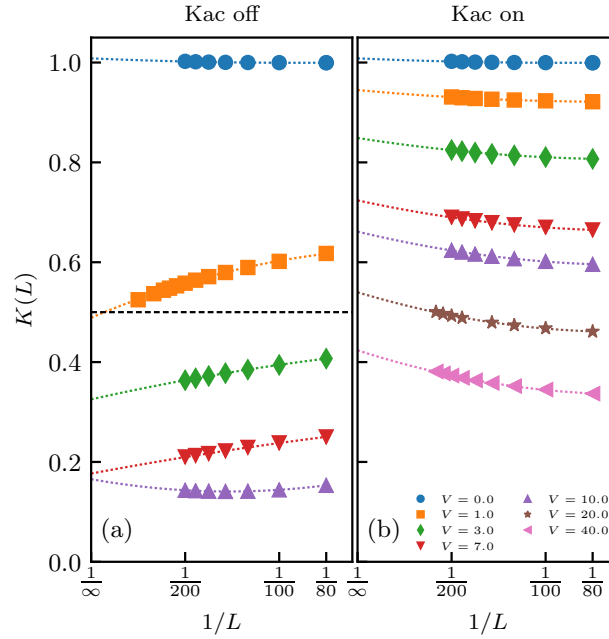 Kac off
Kac on
K(L)
1.0
0.8
0.6
0.4
0.2
0.0
(a)
(b)
V = 0.0
V = 1.0
V = 3.0
V = 7.0
V = 10.0
V = 20.0
V = 40.0
1/∞
1/200
1/100
1/80
1/∞
1/200
1/100
1/80
1/L
1/L